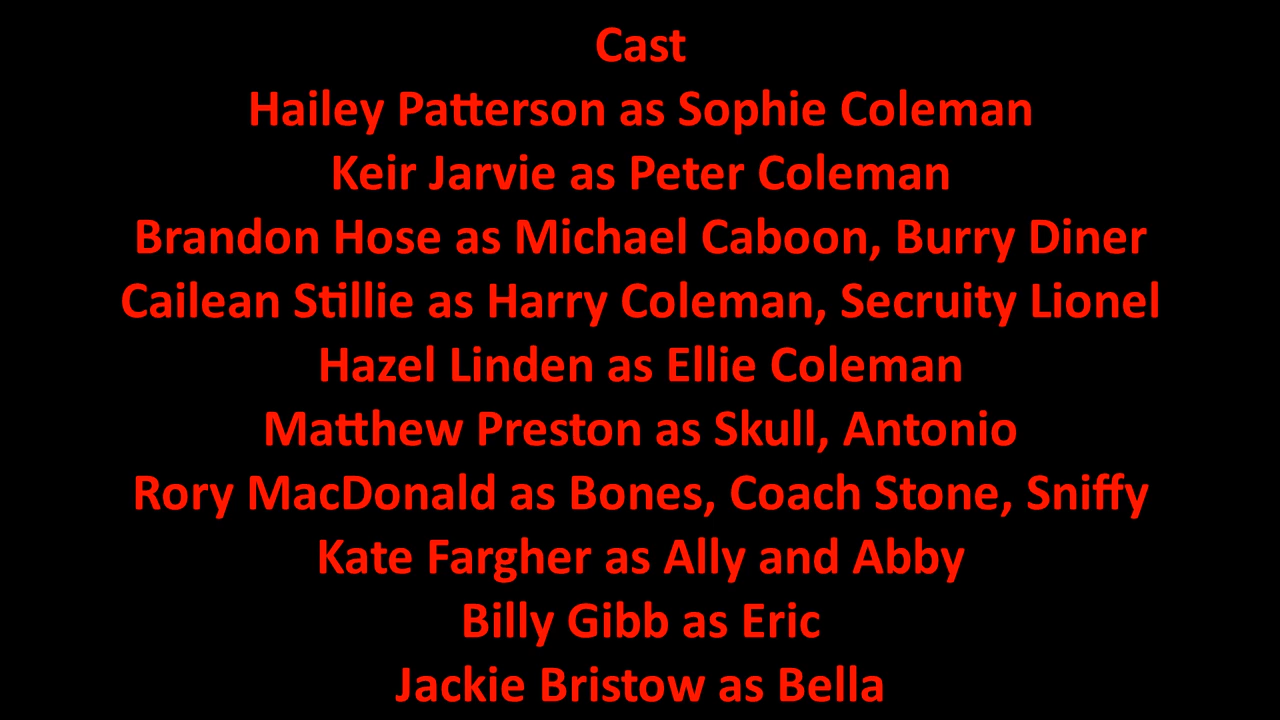 Cast
Hailey Patterson as Sophie Coleman
Keir Jarvie as Peter Coleman
Brandon Hose as Michael Caboon, Burry Diner
Cailean Stillie as Harry Coleman, Secruity Lionel
Hazel Linden as Ellie Coleman
Matthew Preston as Skull, Antonio
Rory MacDonald as Bones, Coach Stone, Sniffy
Kate Fargher as Ally and Abby
Billy Gibb as Eric
Jackie Bristow as Bella